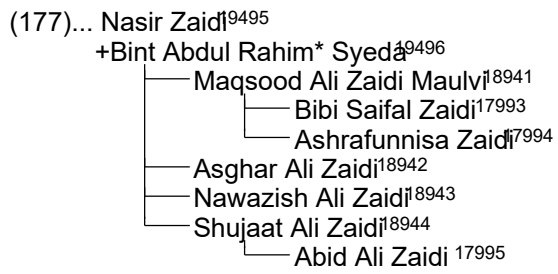 (177)... Nasir Zaidi19495
+Bint Abdul Rahim* Syeda19496
Maqsood Ali Zaidi Maulvi18941
Bibi Saifal Zaidi17993
Ashrafunnisa Zaidi17994
Asghar Ali Zaidi18942
Nawazish Ali Zaidi18943
Shujaat Ali Zaidi18944
Abid Ali Zaidi 17995